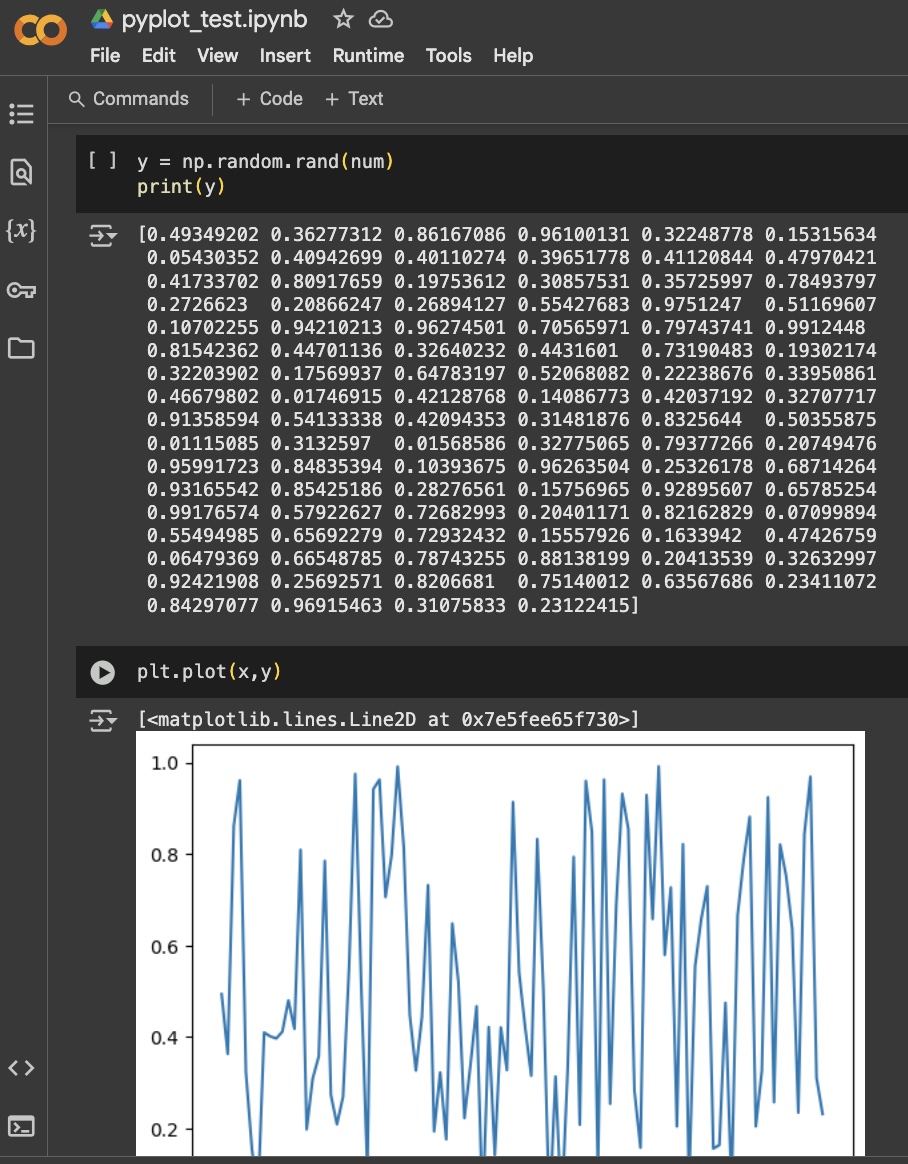 pyplot_test.ipynb
File Edit View Insert Runtime Tools Help
Commands + Code + Text
[ ] y = np.random.rand(num)
print(y)
[0.49349202 0.36277312 0.86167086 0.96100131 0.32248778 0.15315634
0.05430352 0.40942699 0.40110274 0.39651778 0.41120844 0.47970421
0.41733702 0.80917659 0.19753612 0.30857531 0.35725997 0.78493797
0.2726623  0.20866247 0.26894127 0.55427683 0.9751247  0.51169607
0.10702255 0.94210213 0.96274501 0.70565971 0.79743741 0.9912448
0.81542362 0.44701136 0.32640232 0.4431601  0.73190483 0.19302174
0.32203902 0.17569937 0.64783197 0.52068082 0.22238676 0.33950861
0.46679802 0.01746915 0.42128768 0.14086773 0.42037192 0.32707717
0.91358594 0.54133338 0.42094353 0.31481876 0.8325644  0.50355875
0.01115085 0.3132597  0.01568586 0.32775065 0.79377266 0.20749476
0.95991723 0.84835394 0.10393675 0.96263504 0.25326178 0.68714264
0.93165542 0.85425186 0.28276561 0.15756965 0.92895607 0.65785254
0.99176574 0.57922627 0.72682993 0.20401171 0.82162829 0.07099894
0.55494985 0.65692279 0.72932432 0.15557926 0.1633942  0.47426759
0.06479369 0.66548785 0.78743255 0.88138199 0.20413539 0.32632997
0.92421908 0.25692571 0.8206681  0.75140012 0.63567686 0.23411072
0.84297077 0.96915463 0.31075833 0.23122415]
plt.plot(x,y)
[<matplotlib.lines.Line2D at 0x7e5fee65f730>]
1.0
0.8
0.6
0.4
0.2